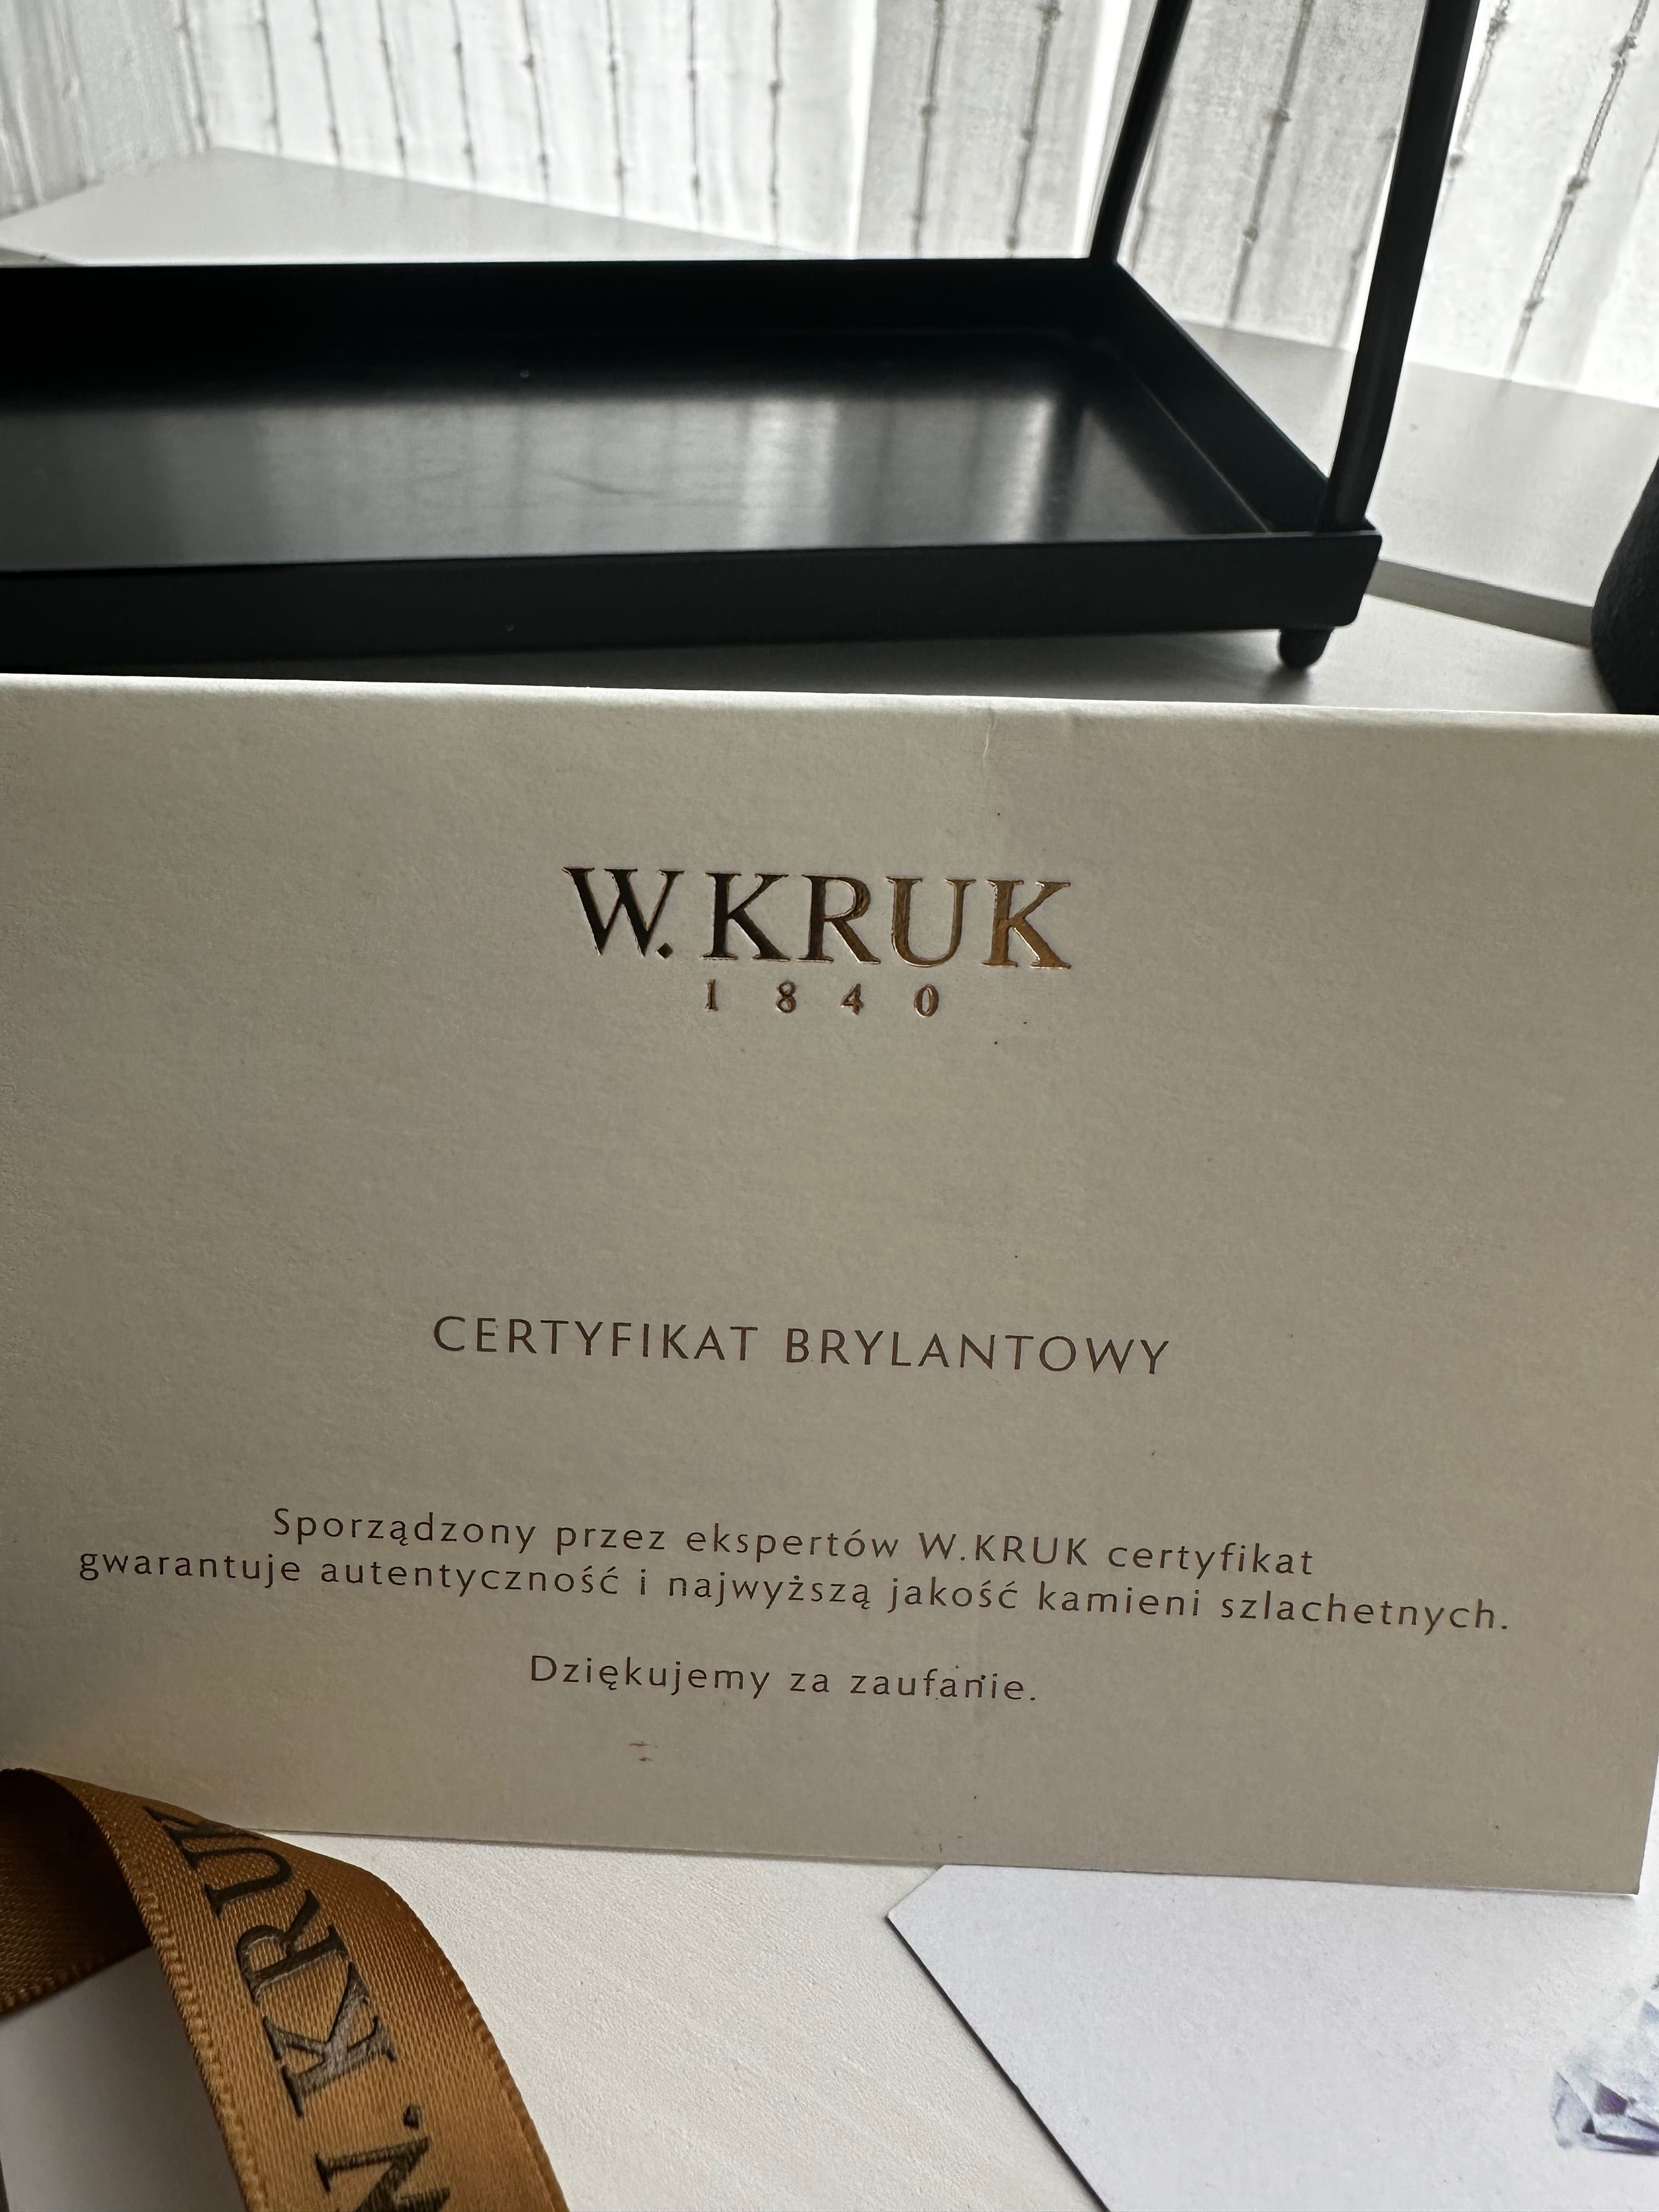 W.KRUK
1840
CERTYFIKAT BRYLANTOWY
Sporządzony przez ekspertów W.KRUK certyfikat
gwarantuje autentyczność i najwyższą jakość kamieni szlachetnych.
Dziękujemy za zaufanie.
W. KRUK